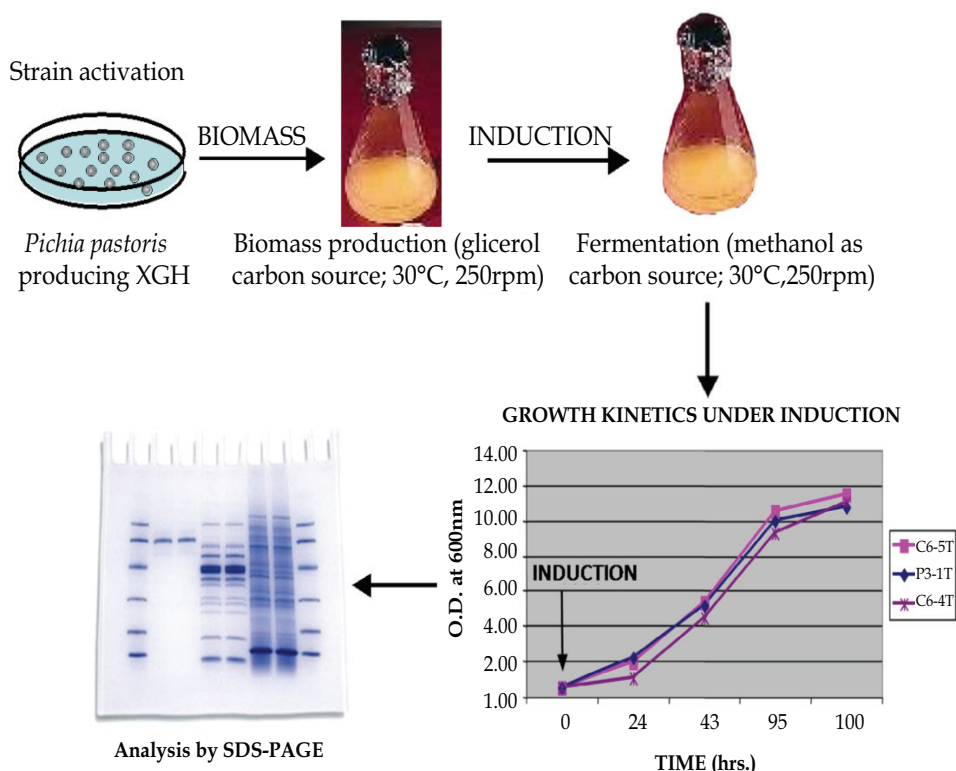 Strain activation
BIOMASS
INDUCTION
Pichia pastoris
producing XGH
Biomass production (glicerol
carbon source; 30°C, 250rpm)
Fermentation (methanol as
carbon source; 30°C,250rpm)
GROWTH KINETICS UNDER INDUCTION
14.00
12.00
10.00
8.00
6.00
4.00
2.00
1.00
O.D. at 600nm
INDUCTION
C6-5T
P3-1T
C6-4T
0 24 43 95 100
TIME (hrs.)
Analysis by SDS-PAGE